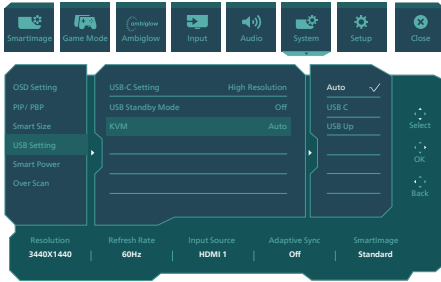 ambiglow
SmartImage Game Mode Ambiglow Input Audio System Setup Close
OSD Setting
PIP/ PBP
Smart Size
USB Setting
Smart Power
Over Scan
USB-C Setting High Resolution
USB Standby Mode Off
KVM Auto
Auto
USB C
USB Up
Select
OK
Back
Resolution Refresh Rate Input Source Adaptive Sync SmartImage
3440X1440 60Hz HDMI 1 Off Standard